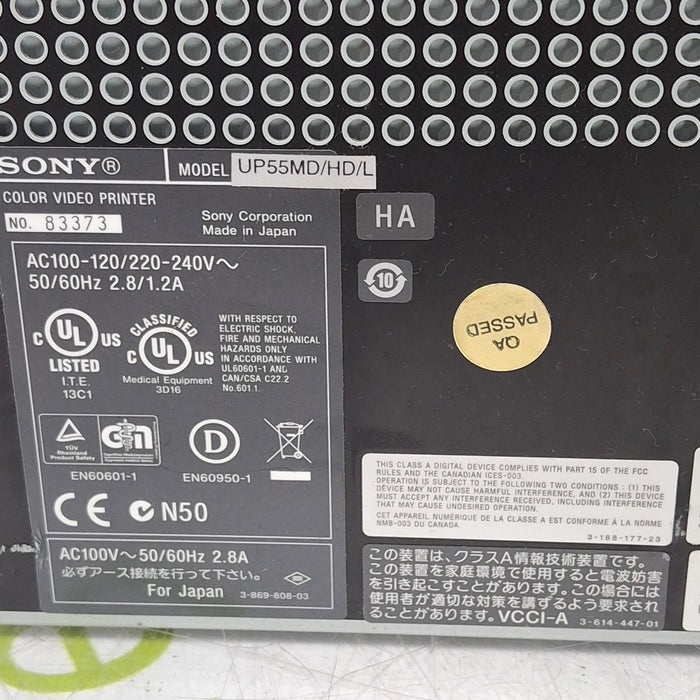 SONY®
MODEL UP55MD/HD/L
COLOR VIDEO PRINTER
NO. 83373
Sony Corporation
Made in Japan
HA
AC100-120/220-240V～
50/60Hz 2.8/1.2A
10
C UL US
LISTED
I.T.E.
13C1
CLASSIFIED
C UL US
Medical Equipment
3D16
WITH RESPECT TO
ELECTRIC SHOCK,
FIRE AND MECHANICAL
HAZARDS ONLY
IN ACCORDANCE WITH
UL60601-1 AND
CAN/CSA C22.2
No.601.1.
QA
PASSED
TÜV
Rheinland
Product Safety
D
EN60601-1
EN60950-1
CE N50
AC100V～50/60Hz 2.8A
必ずアース接続を行って下さい。
For Japan 3-869-808-03
THIS CLASS A DIGITAL DEVICE COMPLIES WITH PART 15 OF THE FCC
RULES AND THE CANADIAN ICES-003.
OPERATION IS SUBJECT TO THE FOLLOWING TWO CONDITIONS : (1) THIS
DEVICE MAY NOT CAUSE HARMFUL INTERFERENCE, AND (2) THIS DEVICE
MUST ACCEPT ANY INTERFERENCE RECEIVED, INCLUDING INTERFERENCE
THAT MAY CAUSE UNDESIRED OPERATION.
CET APPAREIL NUMÉRIQUE DE LA CLASSE A EST CONFORME À LA NORME
NMB-003 DU CANADA.
3-188-177-23
この装置は、クラスA情報技術装置です。
この装置を家庭環境で使用すると電波妨害
を引き起こすことがあります。この場合には
使用者が適切な対策を講ずるよう要求され
ることがあります。VCCI-A
3-614-447-01